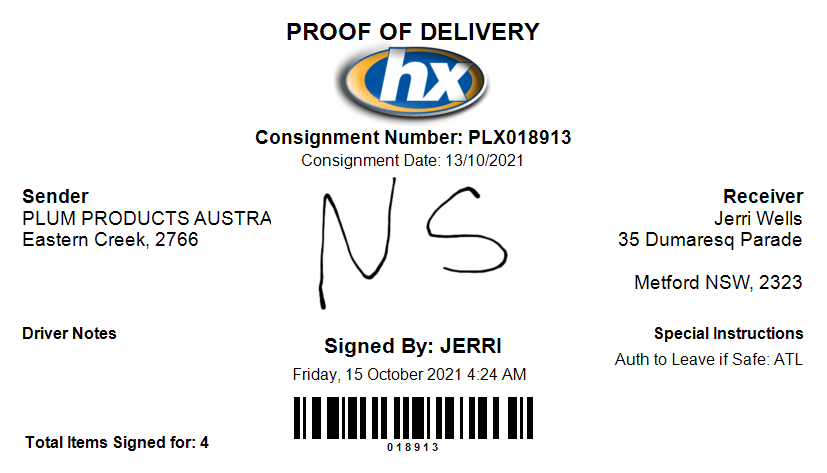 PROOF OF DELIVERY
hx
Consignment Number: PLX018913
Consignment Date: 13/10/2021
Sender
PLUM PRODUCTS AUSTRA
Eastern Creek, 2766
NS
Receiver
Jerri Wells
35 Dumaresq Parade
Metford NSW, 2323
Driver Notes
Signed By: JERRI
Friday, 15 October 2021 4:24 AM
Special Instructions
Auth to Leave if Safe: ATL
018913
Total Items Signed for: 4